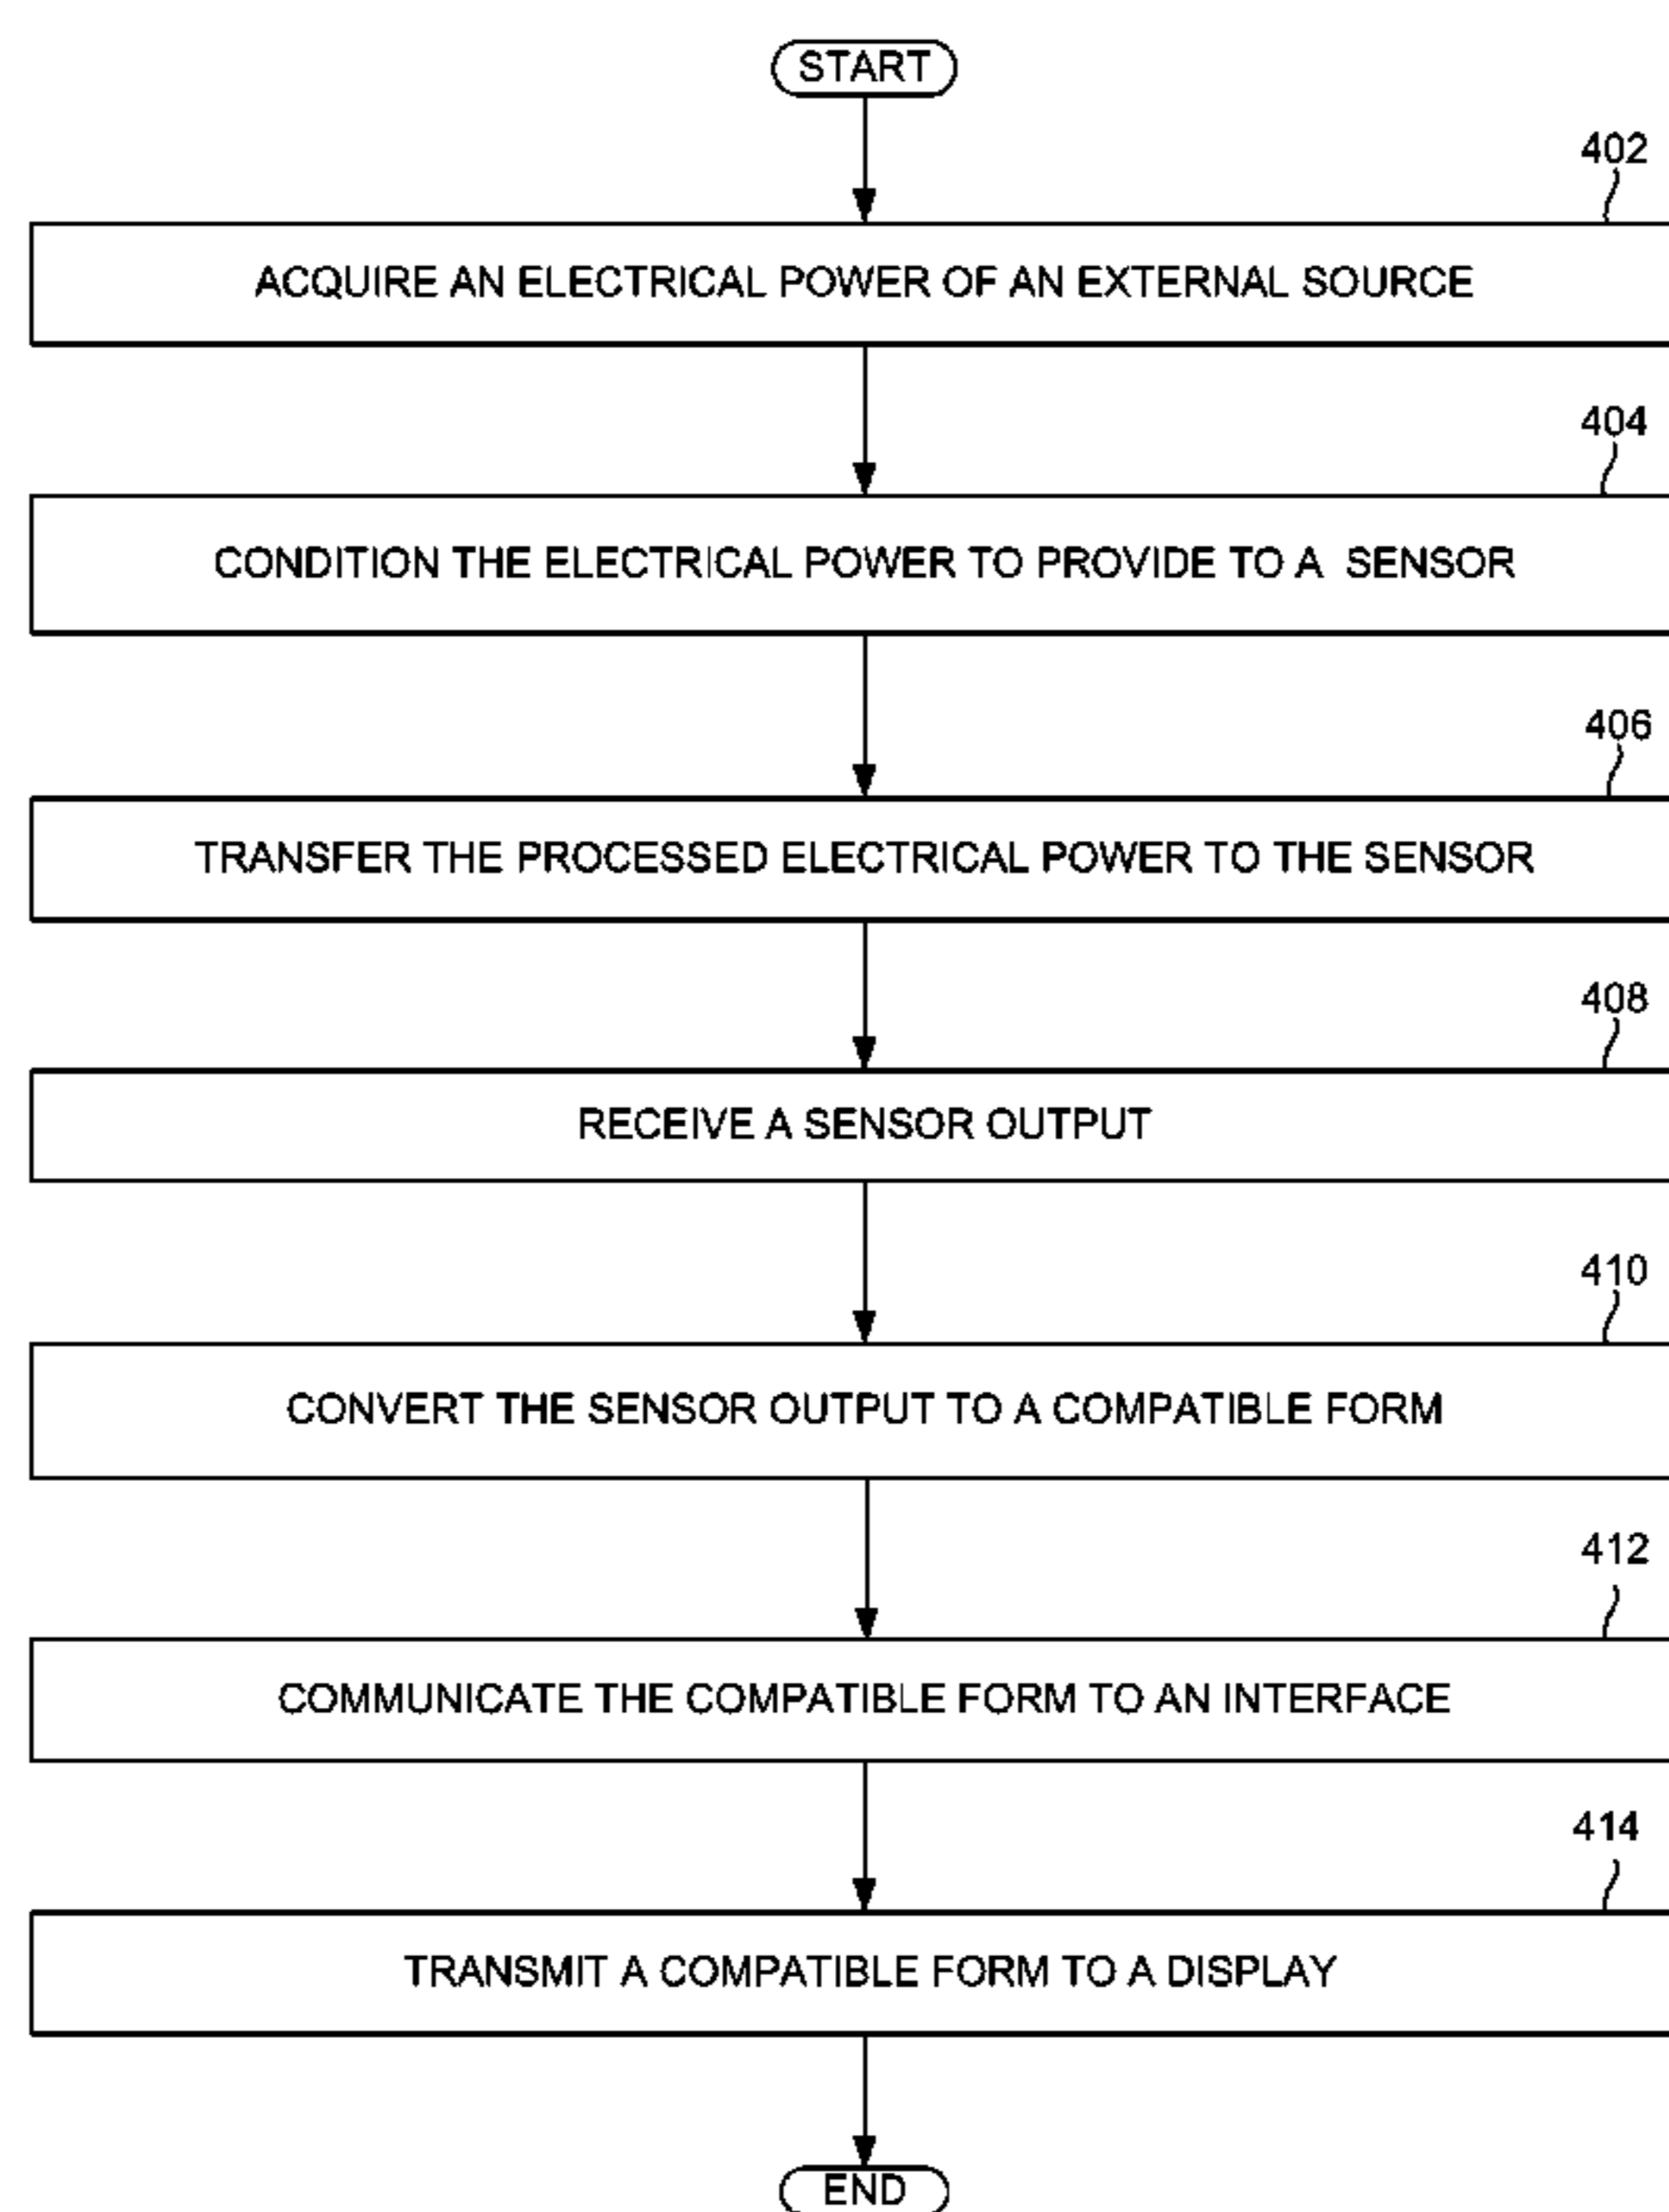 START
402
ACQUIRE AN ELECTRICAL POWER OF AN EXTERNAL SOURCE
404
CONDITION THE ELECTRICAL POWER TO PROVIDE TO A SENSOR
406
TRANSFER THE PROCESSED ELECTRICAL POWER TO THE SENSOR
408
RECEIVE A SENSOR OUTPUT
410
CONVERT THE SENSOR OUTPUT TO A COMPATIBLE FORM
412
COMMUNICATE THE COMPATIBLE FORM TO AN INTERFACE
414
TRANSMIT A COMPATIBLE FORM TO A DISPLAY
END